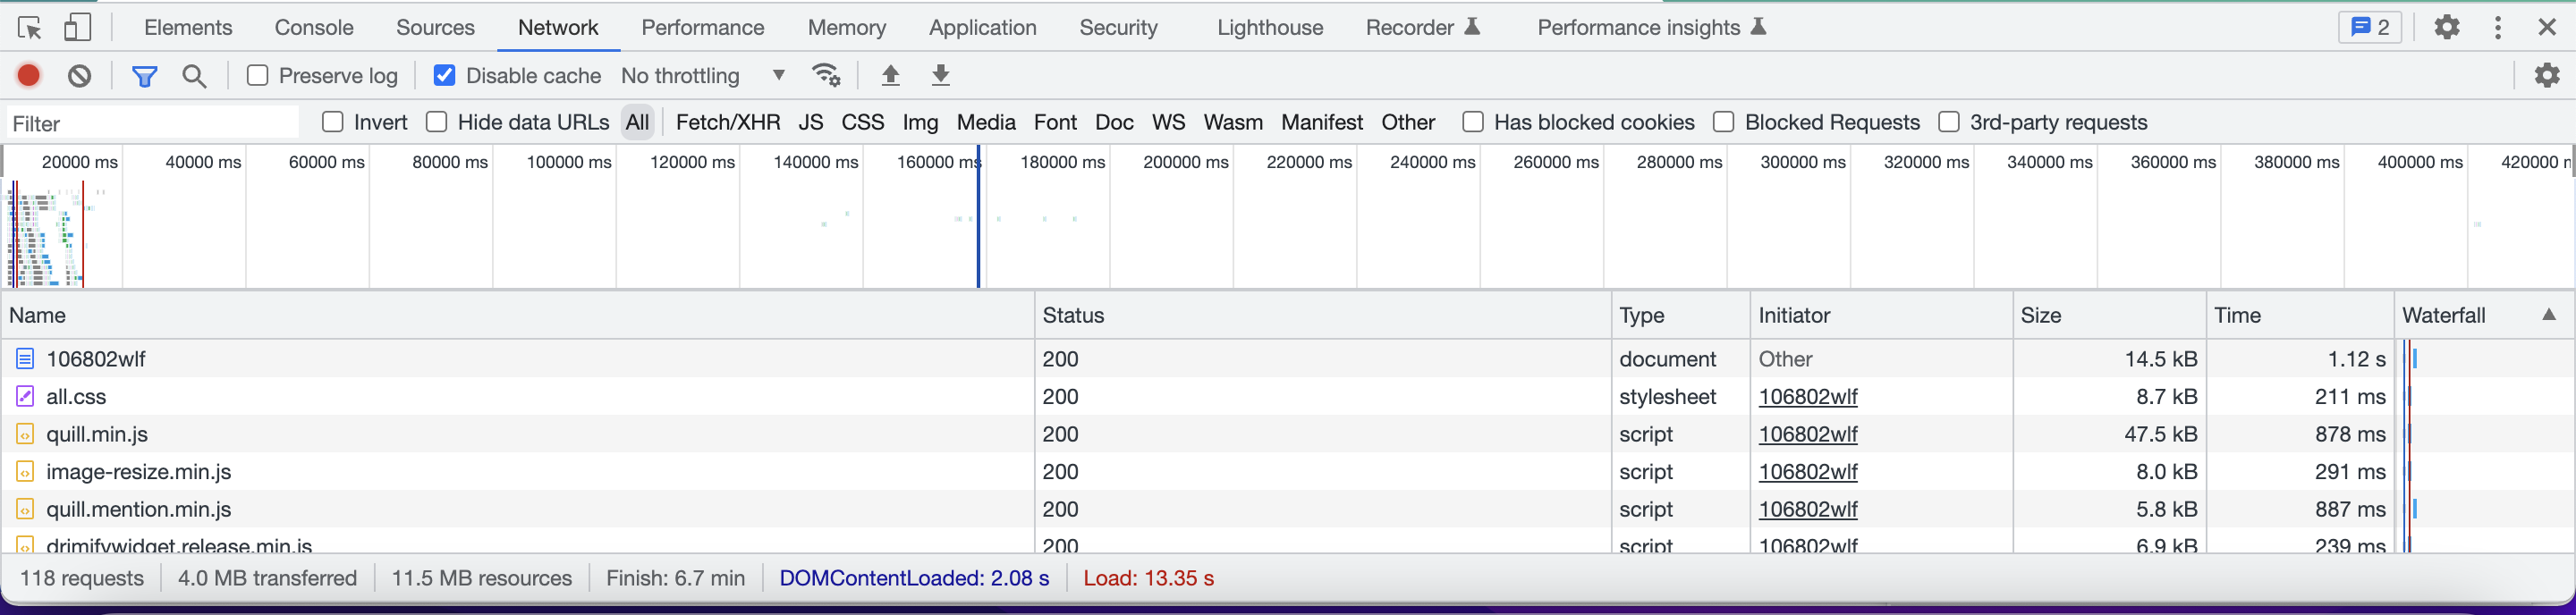 Elements Console Sources Network Performance Memory Application Security Lighthouse Recorder Performance insights 2
Preserve log Disable cache No throttling
Filter Invert Hide data URLs All Fetch/XHR JS CSS Img Media Font Doc WS Wasm Manifest Other Has blocked cookies Blocked Requests 3rd-party requests
20000 ms 40000 ms 60000 ms 80000 ms 100000 ms 120000 ms 140000 ms 160000 ms 180000 ms 200000 ms 220000 ms 240000 ms 260000 ms 280000 ms 300000 ms 320000 ms 340000 ms 360000 ms 380000 ms 400000 ms 420000 m
Name Status Type Initiator Size Time Waterfall
106802wlf 200 document Other 14.5 kB 1.12 s
all.css 200 stylesheet 106802wlf 8.7 kB 211 ms
quill.min.js 200 script 106802wlf 47.5 kB 878 ms
image-resize.min.js 200 script 106802wlf 8.0 kB 291 ms
quill.mention.min.js 200 script 106802wlf 5.8 kB 887 ms
drimifywidget.release.min.js 200 script 106802wlf 6.9 kB 239 ms
118 requests 4.0 MB transferred 11.5 MB resources Finish: 6.7 min DOMContentLoaded: 2.08 s Load: 13.35 s